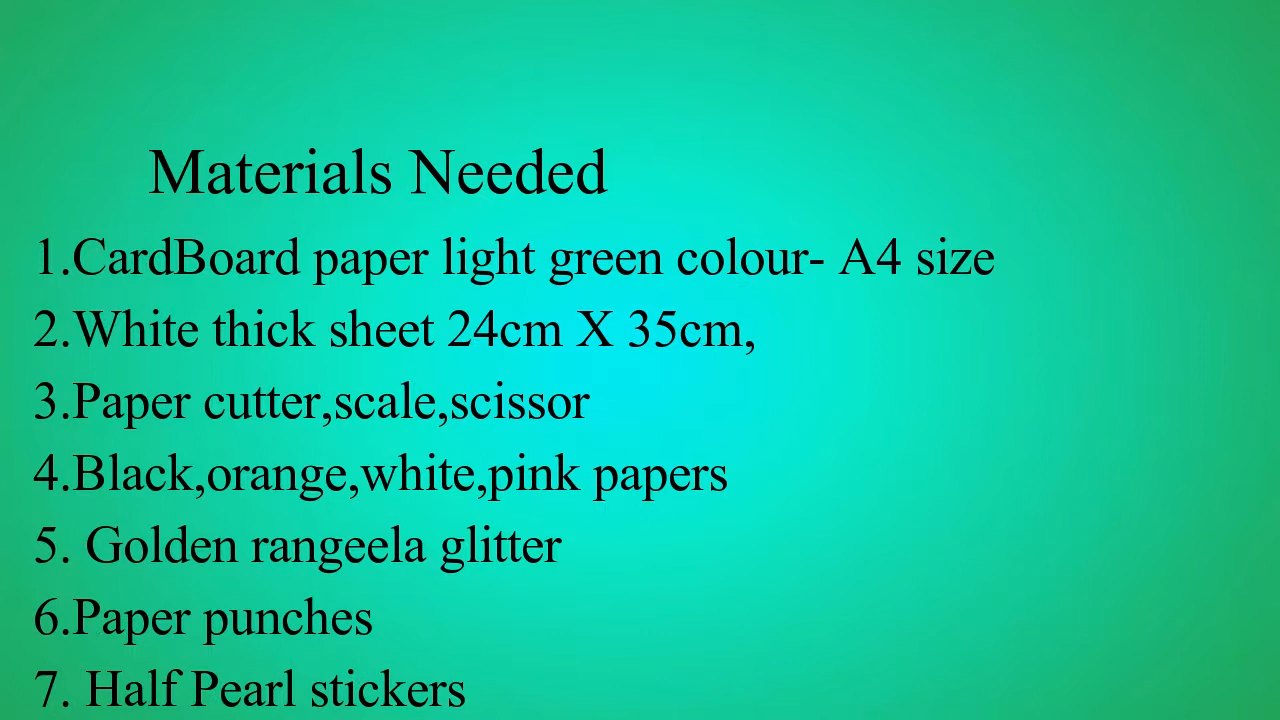 Materials Needed
1.CardBoard paper light green colour- A4 size
2.White thick sheet 24cm X 35cm,
3.Paper cutter,scale,scissor
4.Black,orange,white,pink papers
5. Golden rangeela glitter
6.Paper punches
7. Half Pearl stickers